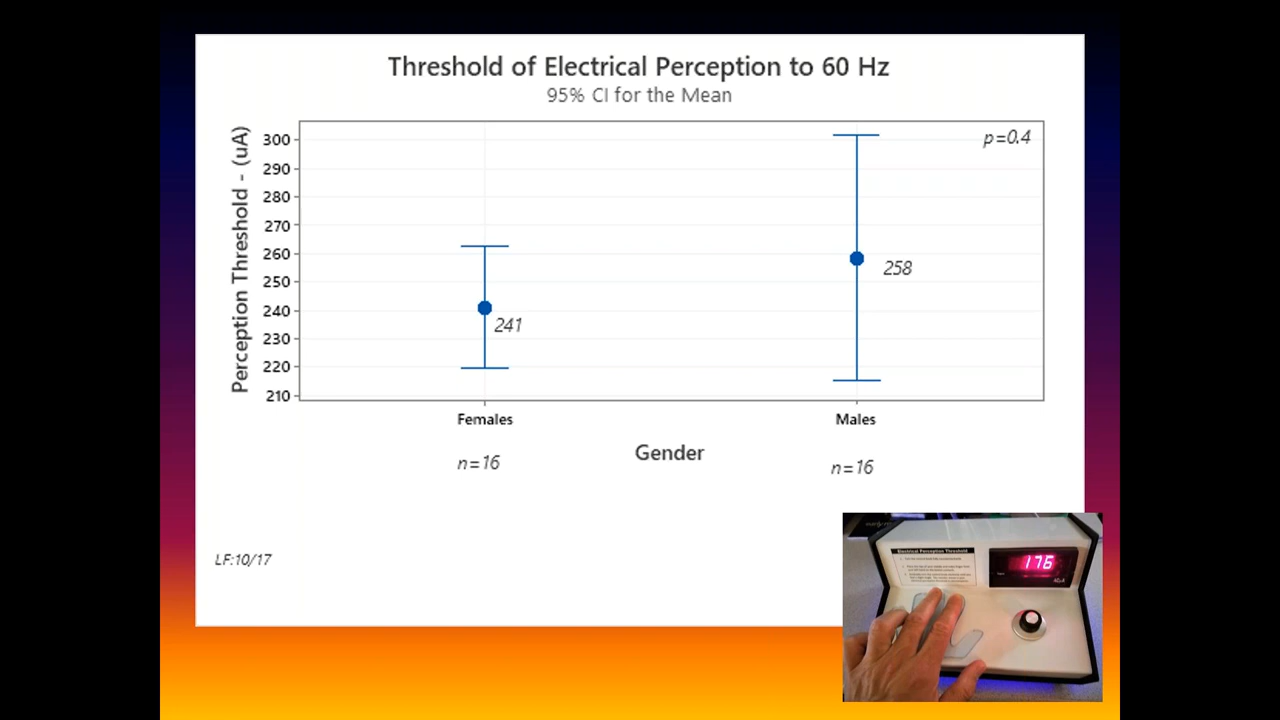 Threshold of Electrical Perception to 60 Hz
95% CI for the Mean
Perception Threshold - (uA)
300
290
280
270
260
250
240
230
220
210
p=0.4
241
258
Females
Males
Gender
n=16
n=16
LF:10/17
Electrical Perception Threshold
176